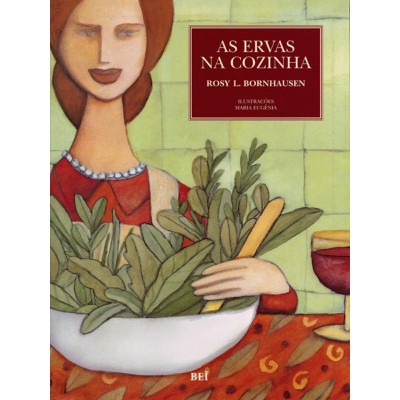 AS ERVAS
NA COZINHA
ROSY L. BORNHAUSEN
ILUSTRAÇÕES
MARIA EUGÊNIA
BEĨ